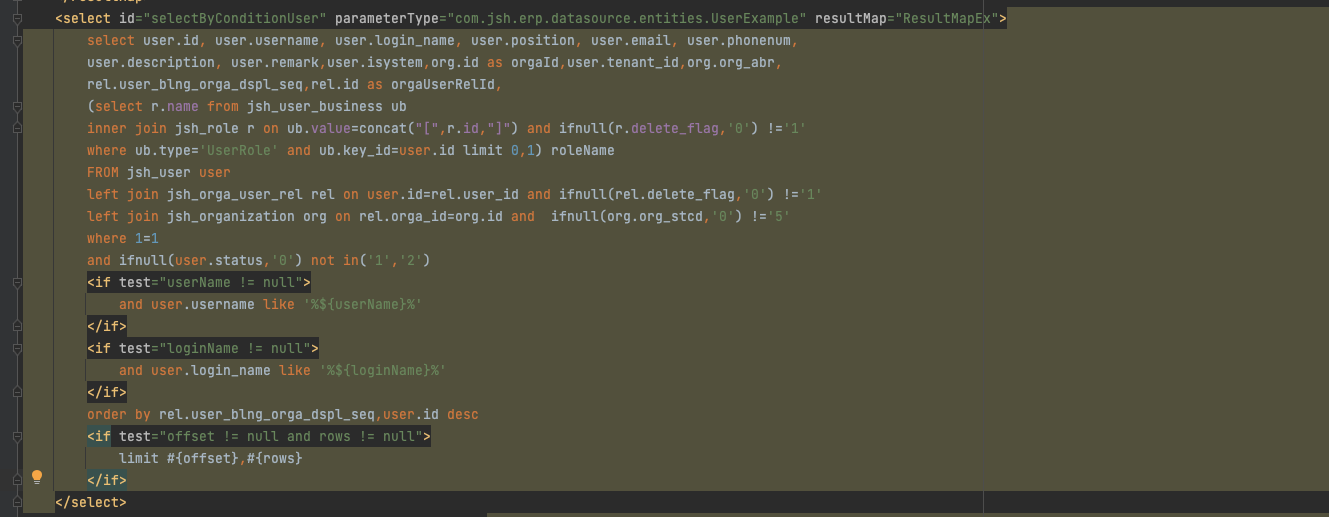 <select id="selectByConditionUser" parameterType="com.jsh.erp.datasource.entities.UserExample" resultMap="ResultMapEx">
select user.id, user.username, user.login_name, user.position, user.email, user.phonenum,
user.description, user.remark,user.isystem,org.id as orgaId,user.tenant_id,org.org_abr,
rel.user_blng_orga_dspl_seq,rel.id as orgaUserRelId,
(select r.name from jsh_user_business ub
inner join jsh_role r on ub.value=concat("[",r.id,"]") and ifnull(r.delete_flag,'0') !='1'
where ub.type='UserRole' and ub.key_id=user.id limit 0,1) roleName
FROM jsh_user user
left join jsh_orga_user_rel rel on user.id=rel.user_id and ifnull(rel.delete_flag,'0') !='1'
left join jsh_organization org on rel.orga_id=org.id and  ifnull(org.org_stcd,'0') !='5'
where 1=1
and ifnull(user.status,'0') not in('1','2')
<if test="userName != null">
and user.username like '%${userName}%'
</if>
<if test="loginName != null">
and user.login_name like '%${loginName}%'
</if>
order by rel.user_blng_orga_dspl_seq,user.id desc
<if test="offset != null and rows != null">
limit #{offset},#{rows}
</if>
</select>